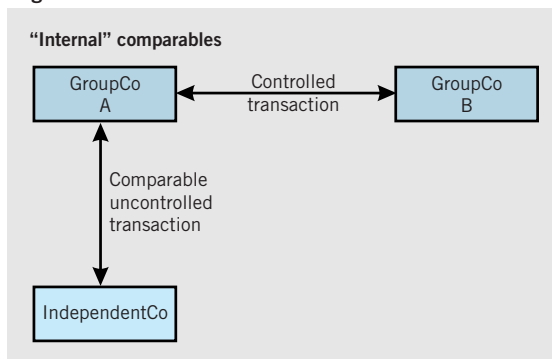 “Internal” comparables
GroupCo
A
Controlled
transaction
GroupCo
B
Comparable
uncontrolled
transaction
IndependentCo